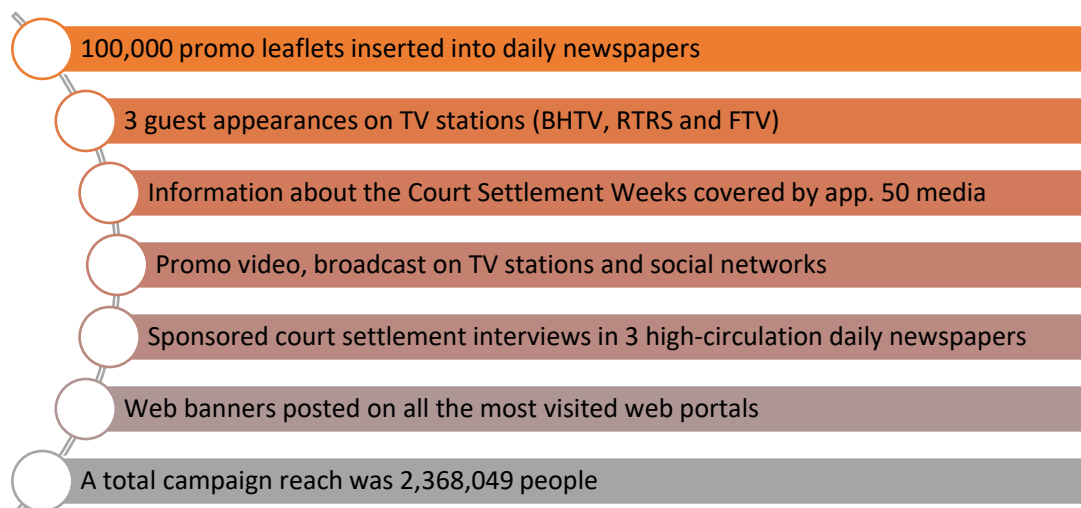 100,000 promo leaflets inserted into daily newspapers
3 guest appearances on TV stations (BHTV, RTRS and FTV)
Information about the Court Settlement Weeks covered by app. 50 media
Promo video, broadcast on TV stations and social networks
Sponsored court settlement interviews in 3 high-circulation daily newspapers
Web banners posted on all the most visited web portals
A total campaign reach was 2,368,049 people